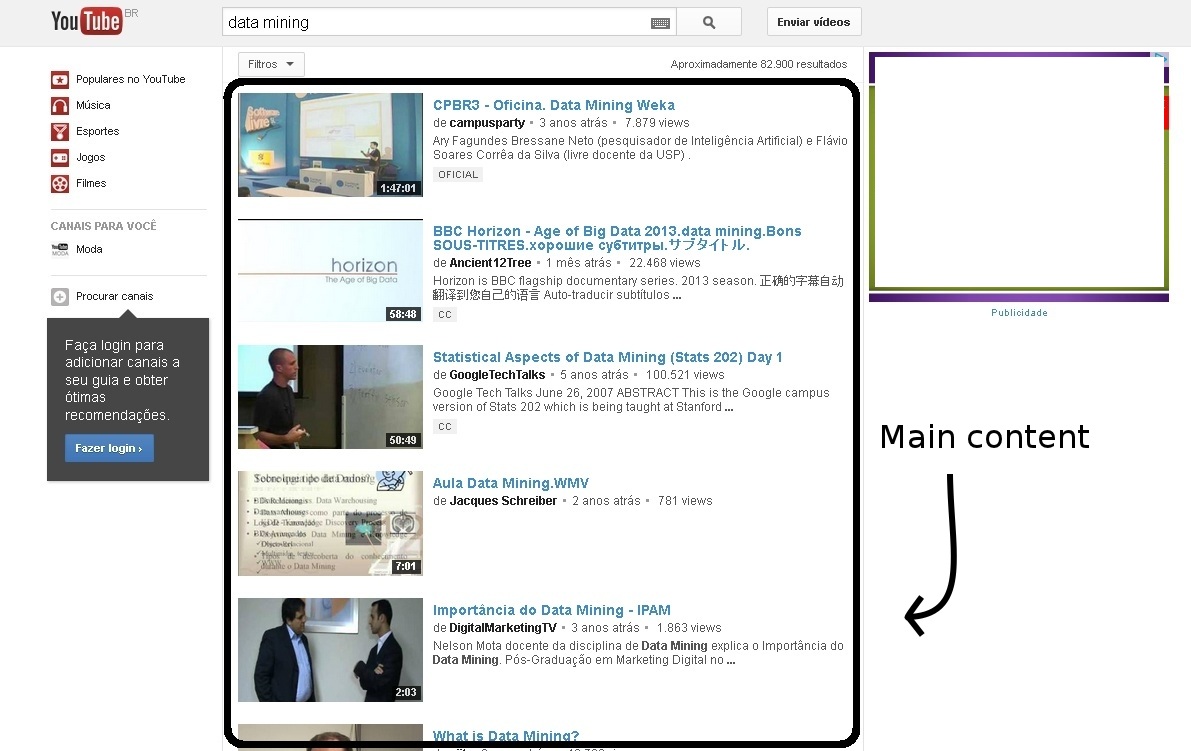 YouTube BR
data mining
Enviar vídeos
Populares no YouTube
Música
Esportes
Jogos
Filmes
CANAIS PARA VOCÊ
Moda
Procurar canais
Faça login para
adicionar canais a
seu guia e obter
ótimas
recomendações.
Fazer login ›
Filtros
Aproximadamente 82.900 resultados
1:47:01
CPBR3 - Oficina. Data Mining Weka
de campusparty • 3 anos atrás • 7.879 views
Ary Fagundes Bressane Neto (pesquisador de Inteligência Artificial) e Flávio
Soares Corrêa da Silva (livre docente da USP) .
OFICIAL
horizon
The Age of Big Data
58:48
BBC Horizon - Age of Big Data 2013.data mining.Bons
SOUS-TITRES.хорошие субтитры.サブタイトル.
de Ancient12Tree • 1 mês atrás • 22.468 views
Horizon is BBC flagship documentary series. 2013 season. 正确的字幕自动
翻译到您自己的语言 Auto-traducir subtítulos ...
CC
50:49
Statistical Aspects of Data Mining (Stats 202) Day 1
de GoogleTechTalks • 5 anos atrás • 100.521 views
Google Tech Talks June 26, 2007 ABSTRACT This is the Google campus
version of Stats 202 which is being taught at Stanford ...
CC
7:01
Aula Data Mining.WMV
de Jacques Schreiber • 2 anos atrás • 781 views
2:03
Importância do Data Mining - IPAM
de DigitalMarketingTV • 3 anos atrás • 1.863 views
Nelson Mota docente da disciplina de Data Mining explica o Importância do
Data Mining. Pós-Graduação em Marketing Digital no ...
What is Data Mining?
Publicidade
Main content